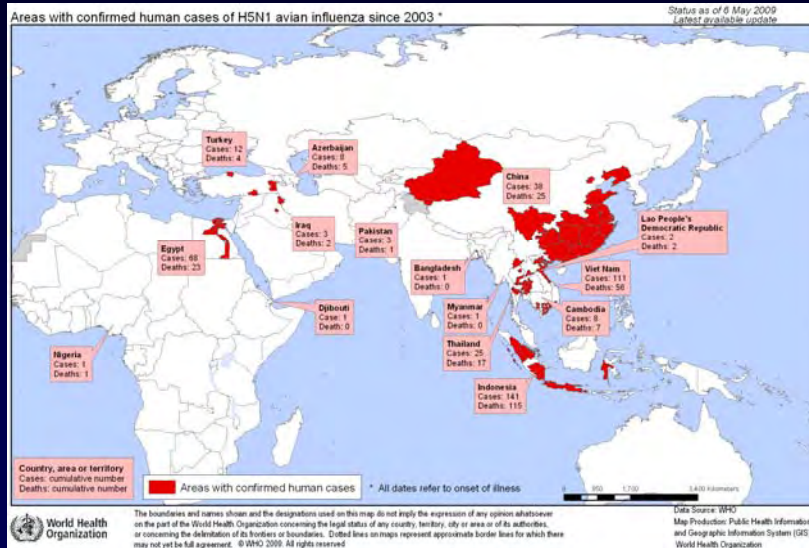 Areas with confirmed human cases of H5N1 avian influenza since 2003 *
Status as of 6 May 2009
Latest available update
Turkey
Cases: 12
Deaths: 4
Azerbaijan
Cases: 8
Deaths: 5
China
Cases: 38
Deaths: 25
Lao People's
Democratic Republic
Cases: 2
Deaths: 2
Iraq
Cases: 3
Deaths: 2
Pakistan
Cases: 3
Deaths: 1
Egypt
Cases: 68
Deaths: 23
Bangladesh
Cases: 1
Deaths: 0
Viet Nam
Cases: 111
Deaths: 56
Djibouti
Case: 1
Death: 0
Myanmar
Cases: 1
Deaths: 0
Cambodia
Cases: 8
Deaths: 7
Nigeria
Cases: 1
Deaths: 1
Thailand
Cases: 25
Deaths: 17
Indonesia
Cases: 141
Deaths: 115
Country, area or territory
Cases: cumulative number
Deaths: cumulative number
Areas with confirmed human cases
* All dates refer to onset of illness
0 850 1,700 3,400 Kilometers
World Health
Organization
The boundaries and names shown and the designations used on this map do not imply the expression of any opinion whatsoever
on the part of the World Health Organization concerning the legal status of any country, territory, city or area or of its authorities,
or concerning the delimitation of its frontiers or boundaries. Dotted lines on maps represent approximate border lines for which there
may not yet be full agreement. © WHO 2009. All rights reserved
Data Source: WHO
Map Production: Public Health Information
and Geographic Information System (GIS)
World Health Organization